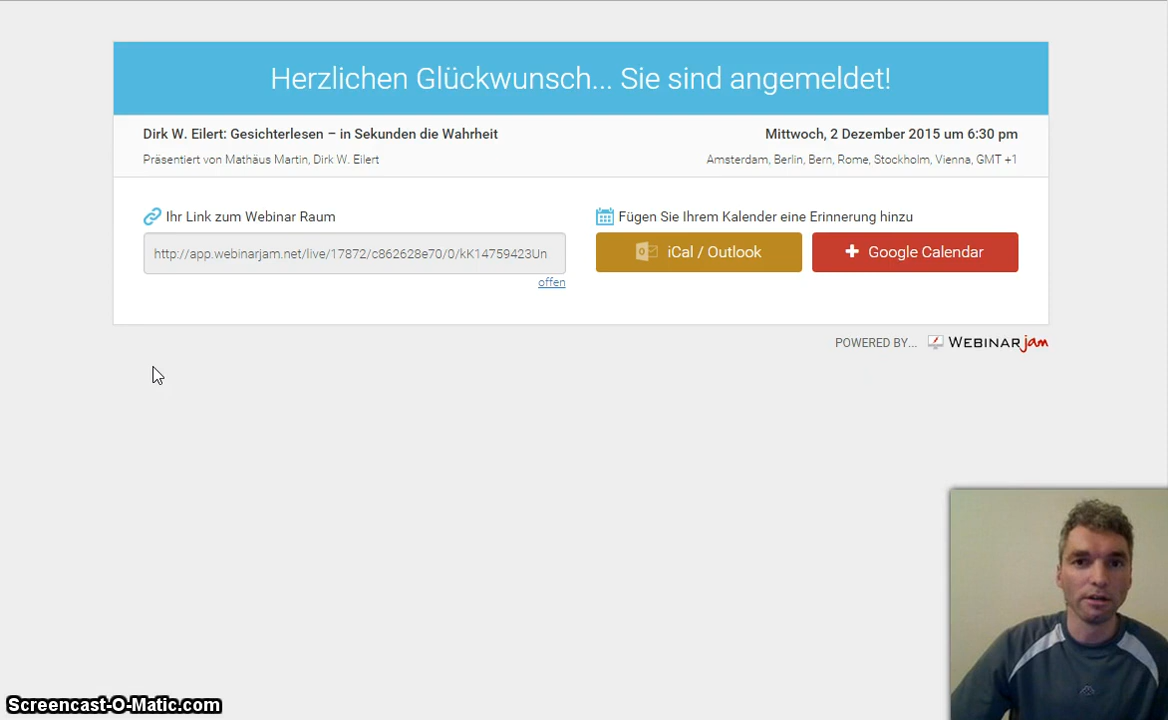 Herzlichen Glückwunsch... Sie sind angemeldet!
Dirk W. Eilert: Gesichterlesen – in Sekunden die Wahrheit
Mittwoch, 2 Dezember 2015 um 6:30 pm
Präsentiert von Mathäus Martin, Dirk W. Eilert
Amsterdam, Berlin, Bern, Rome, Stockholm, Vienna, GMT +1
Ihr Link zum Webinar Raum
http://app.webinarjam.net/live/17872/c862628e70/0/kK14759423Un
offen
Fügen Sie Ihrem Kalender eine Erinnerung hinzu
iCal / Outlook
Google Calendar
POWERED BY... WEBINARjam
Screencast-O-Matic.com